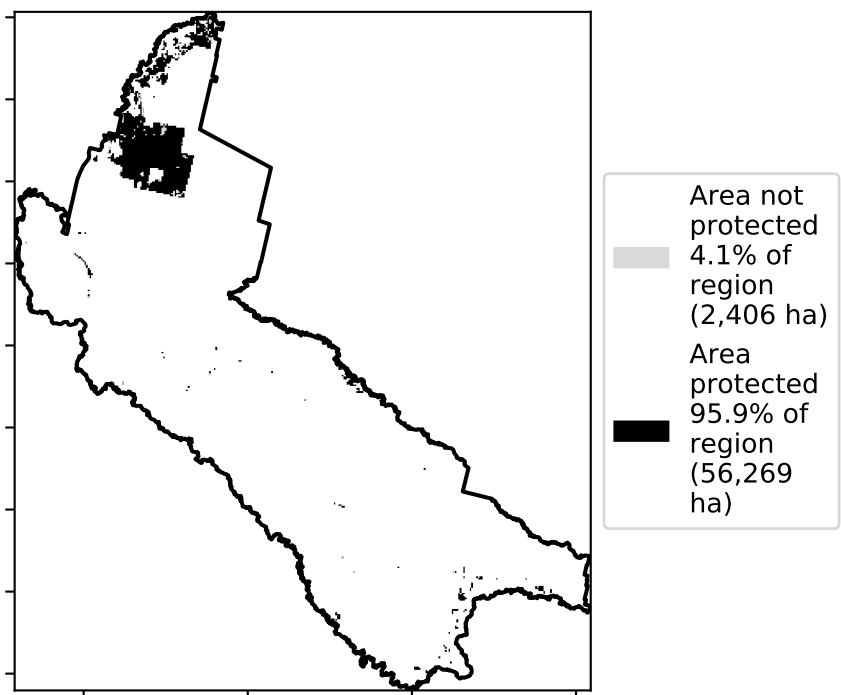 Area not
protected
4.1% of
region
(2,406 ha)
Area
protected
95.9% of
region
(56,269
ha)